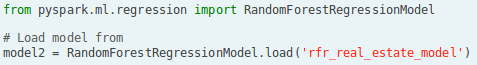 from pyspark.ml.regression import RandomForestRegressionModel
# Load model from
model2 = RandomForestRegressionModel.load('rfr_real_estate_model')